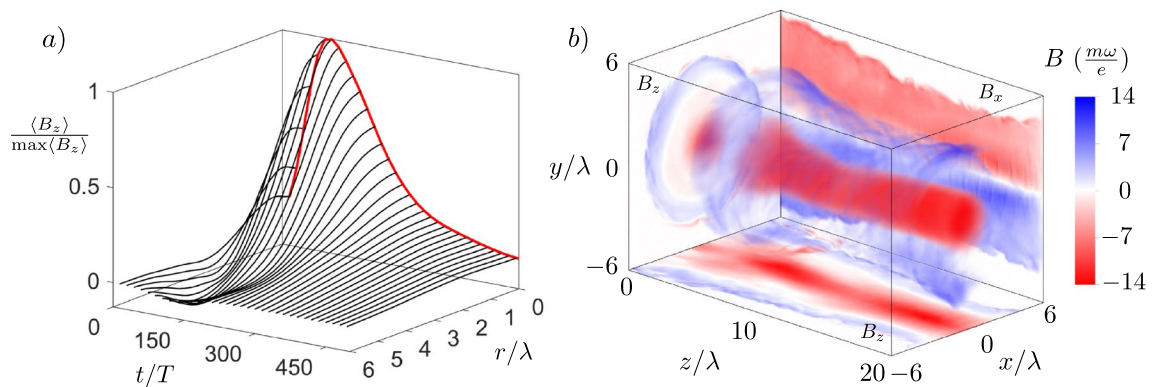 a)
⟨B_z⟩
max⟨B_z⟩
1
0.5
0
0 150 300 450
t/T
6 5 4 3 2 1 0
r/λ
b)
B_z
B_x
B_z
6
0
−6
y/λ
0 10 20
z/λ
−6 0 6
x/λ
B (mω/e)
14
7
0
−7
−14